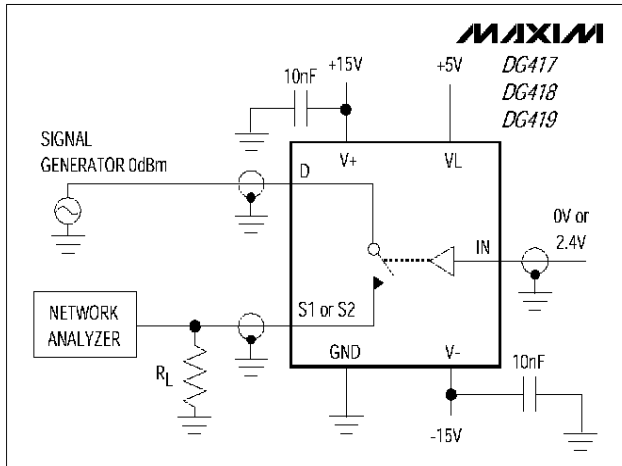 MAXIM
DG417
DG418
DG419
+15V
+5V
10nF
SIGNAL
GENERATOR 0dBm
D
V+
VL
0V or
2.4V
IN
NETWORK
ANALYZER
S1 or S2
RL
GND
V-
10nF
-15V